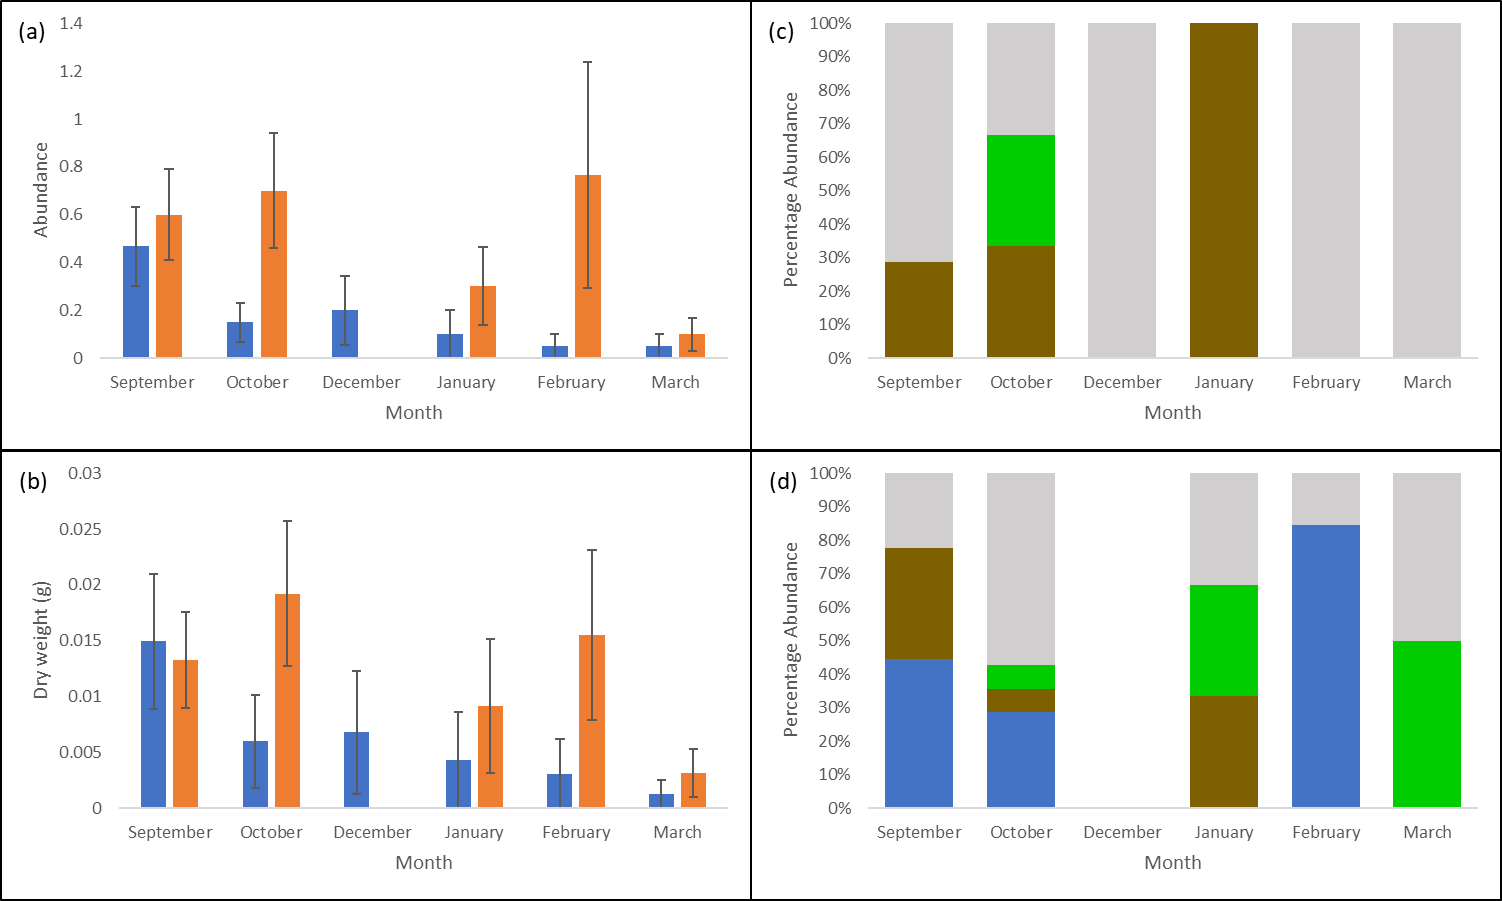 (a)
1.4
1.2
1
0.8
0.6
0.4
0.2
0
Abundance
September October December January February March
Month
(c)
100%
90%
80%
70%
60%
50%
40%
30%
20%
10%
0%
Percentage Abundance
September October December January February March
Month
(b)
0.03
0.025
0.02
0.015
0.01
0.005
0
Dry weight (g)
September October December January February March
Month
(d)
100%
90%
80%
70%
60%
50%
40%
30%
20%
10%
0%
Percentage Abundance
September October December January February March
Month